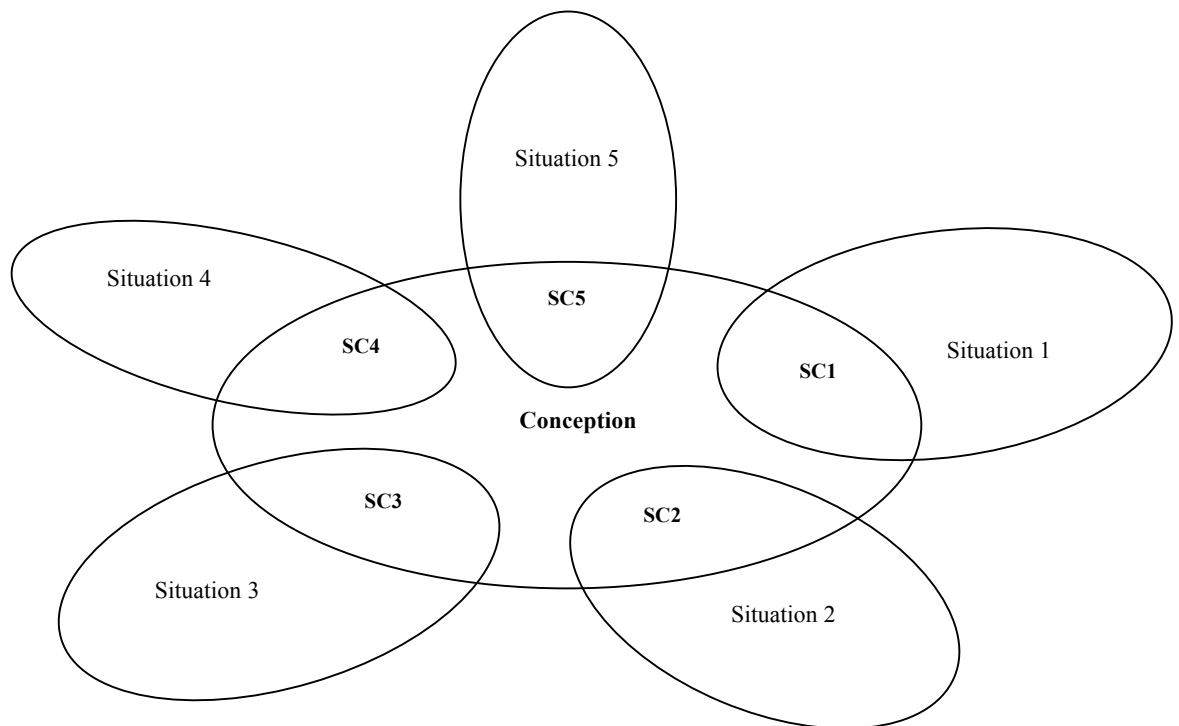 Situation 5
Situation 4
SC5
SC4
Situation 1
SC1
Conception
SC3
SC2
Situation 3
Situation 2